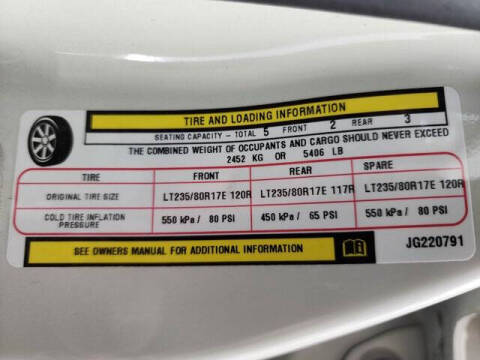 TIRE AND LOADING INFORMATION
SEATING CAPACITY - TOTAL 5 FRONT 2 REAR 3
THE COMBINED WEIGHT OF OCCUPANTS AND CARGO SHOULD NEVER EXCEED
2452 KG OR 5406 LB
TIRE FRONT REAR SPARE
ORIGINAL TIRE SIZE LT235/80R17E 120R LT235/80R17E 117R LT235/80R17E 120R
COLD TIRE INFLATION PRESSURE 550 kPa / 80 PSI 450 kPa / 65 PSI 550 kPa / 80 PSI
SEE OWNERS MANUAL FOR ADDITIONAL INFORMATION JG220791